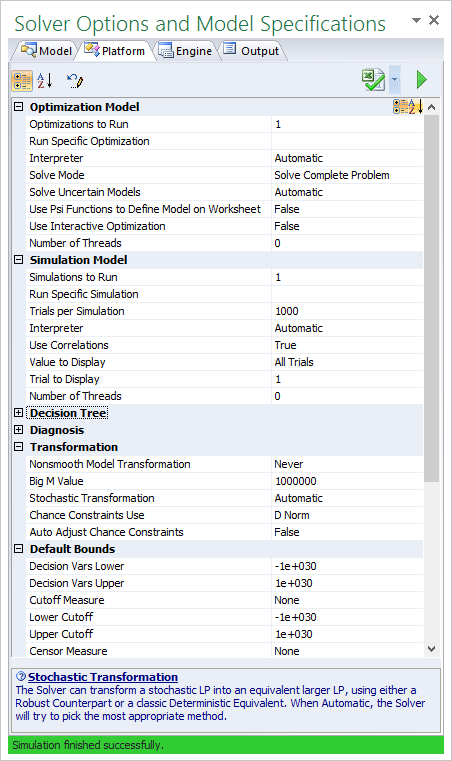 Solver Options and Model Specifications
Model Platform Engine Output
Optimization Model
Optimizations to Run 1
Run Specific Optimization
Interpreter Automatic
Solve Mode Solve Complete Problem
Solve Uncertain Models Automatic
Use Psi Functions to Define Model on Worksheet False
Use Interactive Optimization False
Number of Threads 0
Simulation Model
Simulations to Run 1
Run Specific Simulation
Trials per Simulation 1000
Interpreter Automatic
Use Correlations True
Value to Display All Trials
Trial to Display 1
Number of Threads 0
Decision Tree
Diagnosis
Transformation
Nonsmooth Model Transformation Never
Big M Value 1000000
Stochastic Transformation Automatic
Chance Constraints Use D Norm
Auto Adjust Chance Constraints False
Default Bounds
Decision Vars Lower -1e+030
Decision Vars Upper 1e+030
Cutoff Measure None
Lower Cutoff -1e+030
Upper Cutoff 1e+030
Censor Measure None
Stochastic Transformation
The Solver can transform a stochastic LP into an equivalent larger LP, using either a
Robust Counterpart or a classic Deterministic Equivalent. When Automatic, the Solver
will try to pick the most appropriate method.
Simulation finished successfully.